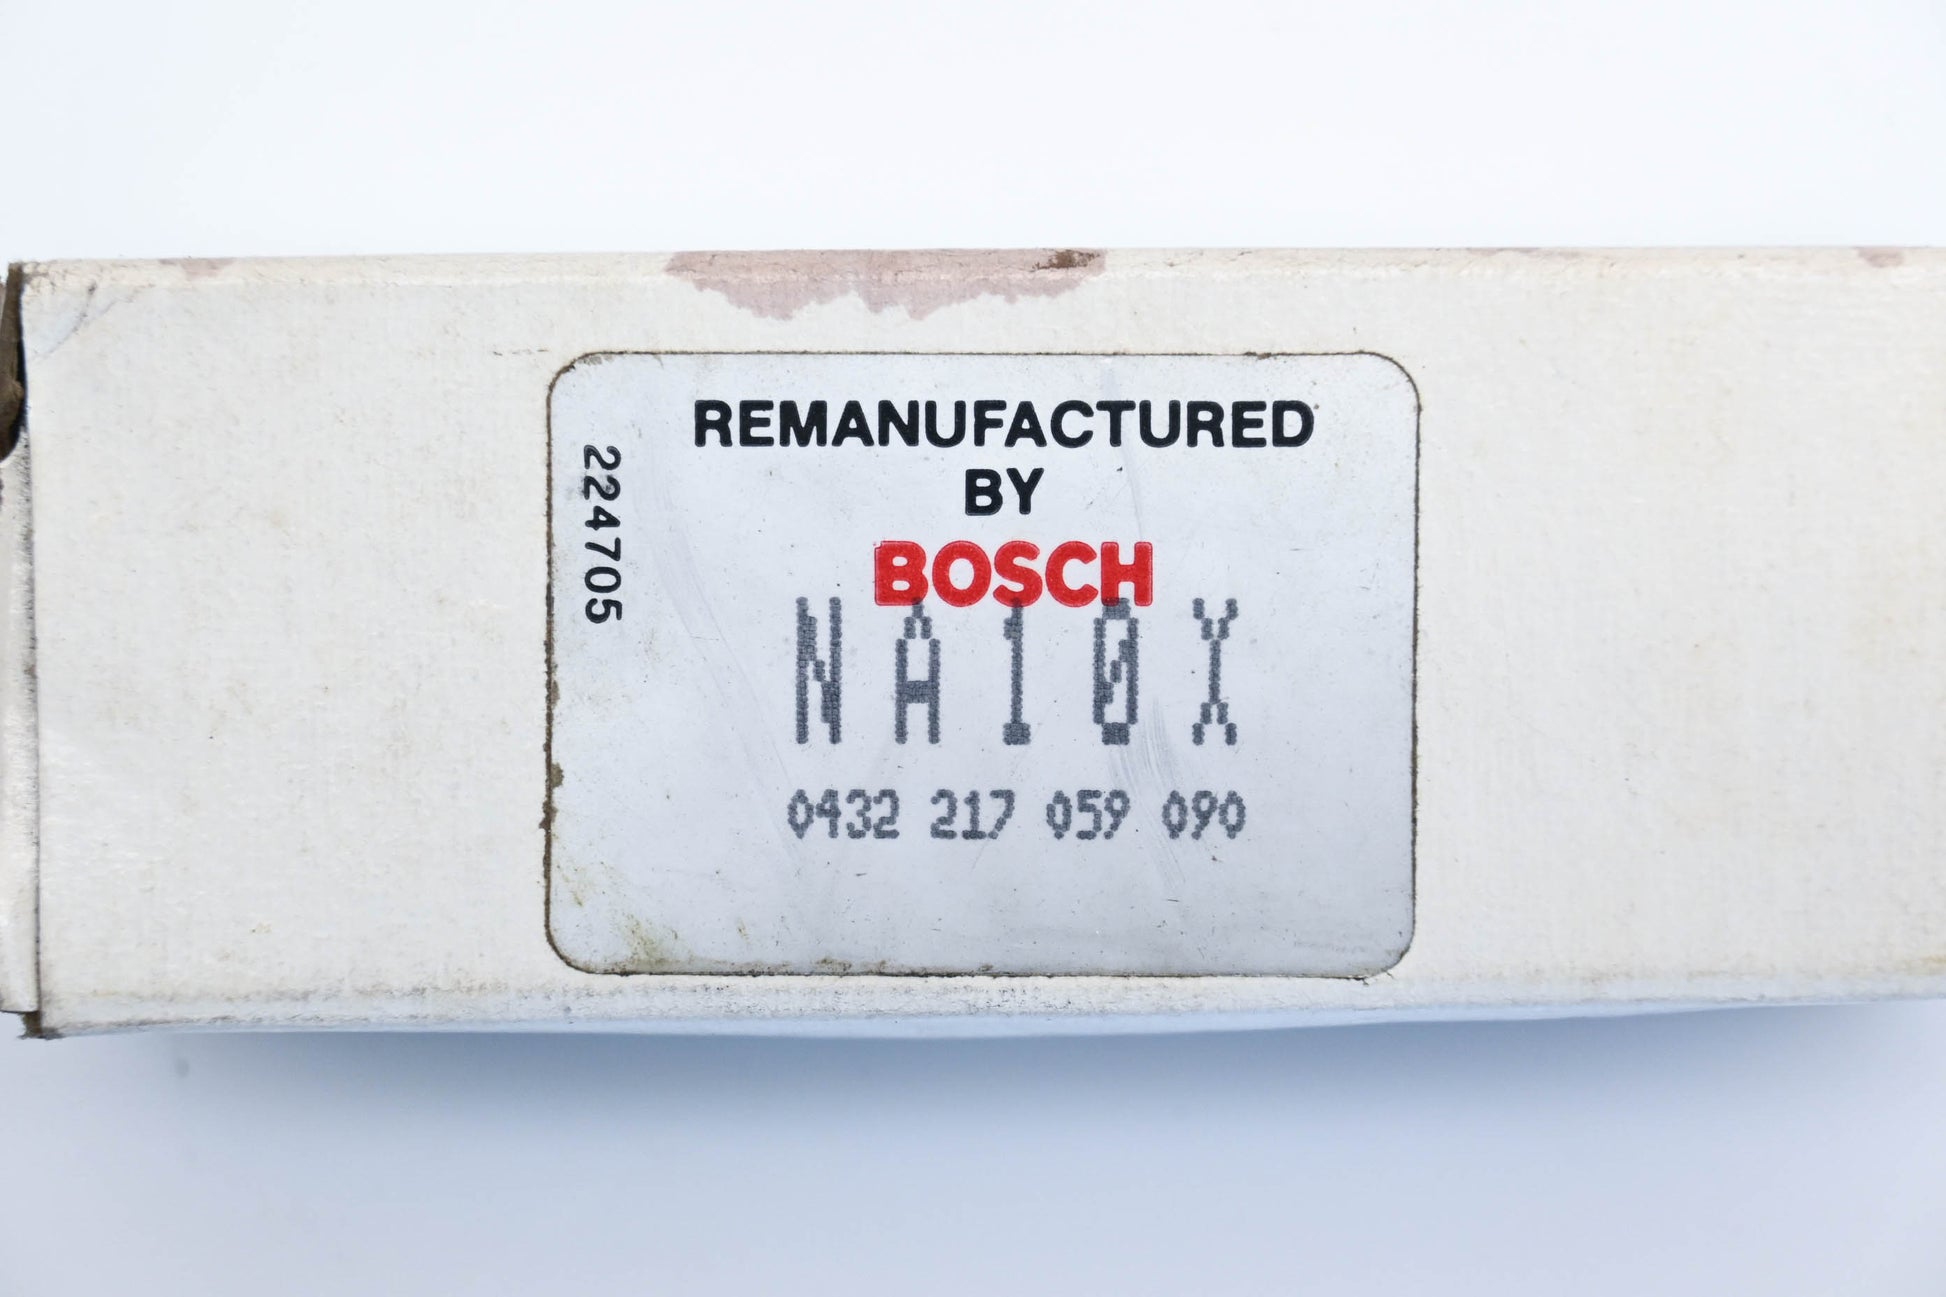 REMANUFACTURED
BY
BOSCH
NA10X
0432 217 059 090
224705